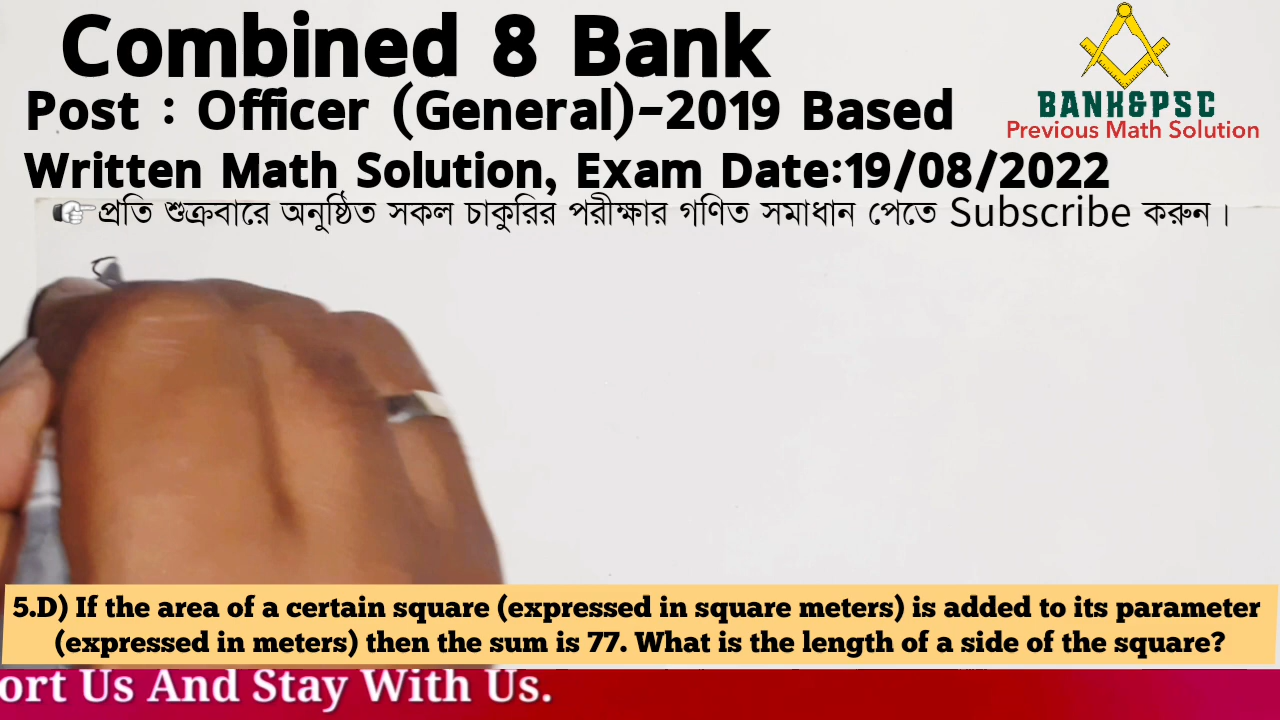 Combined 8 Bank
Post : Officer (General)-2019 Based
BANK&PSC
Previous Math Solution
Written Math Solution, Exam Date:19/08/2022
প্রতি শুক্রবারে অনুষ্ঠিত সকল চাকুরির পরীক্ষার গণিত সমাধান পেতে Subscribe করুন।
5.D) If the area of a certain square (expressed in square meters) is added to its parameter
(expressed in meters) then the sum is 77. What is the length of a side of the square?
ort Us And Stay With Us.